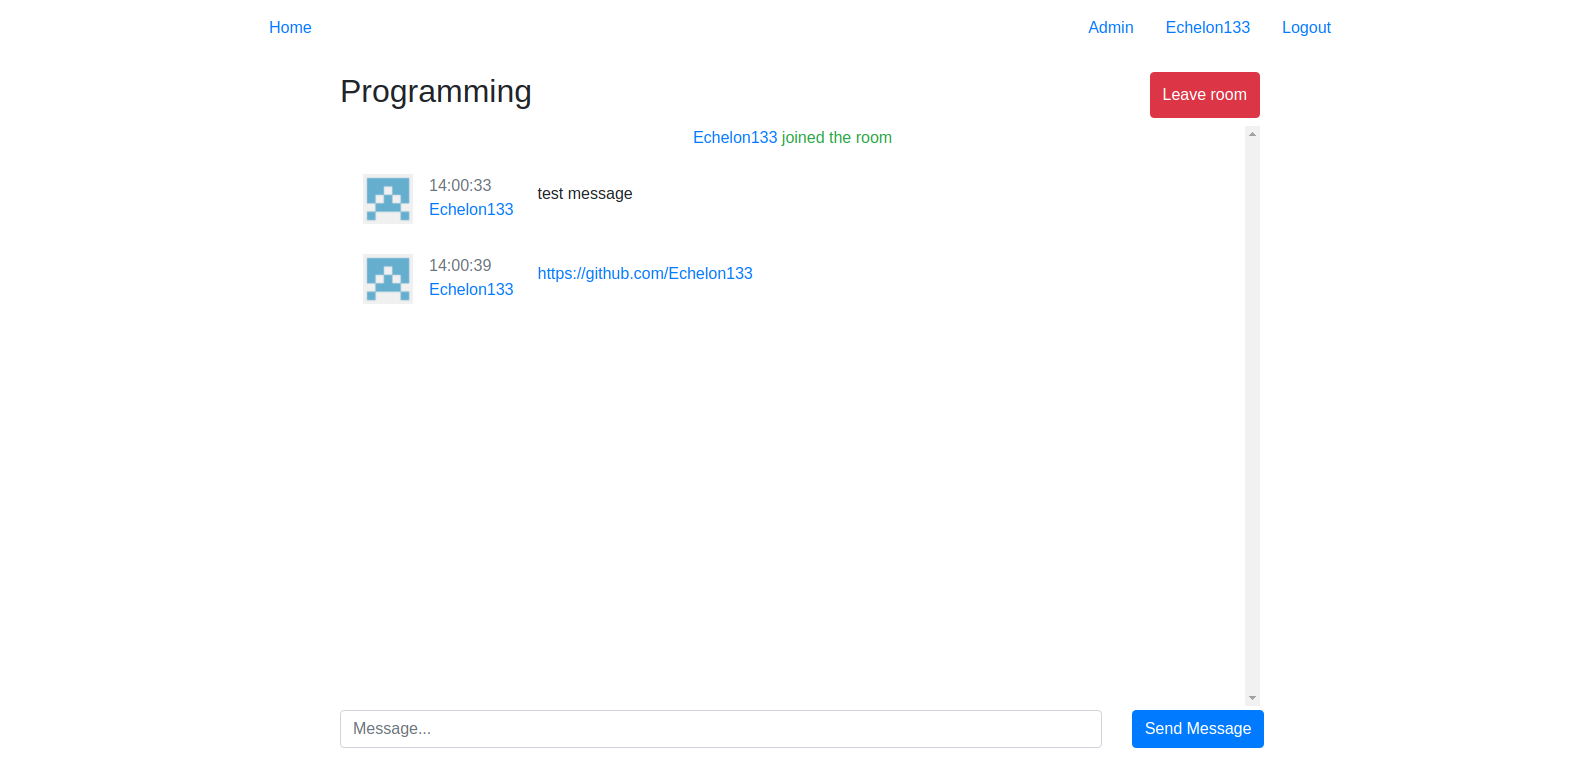 Home Admin Echelon133 Logout
Programming Leave room
Echelon133 joined the room
14:00:33
test message
Echelon133
14:00:39
https://github.com/Echelon133
Echelon133
Message... Send Message